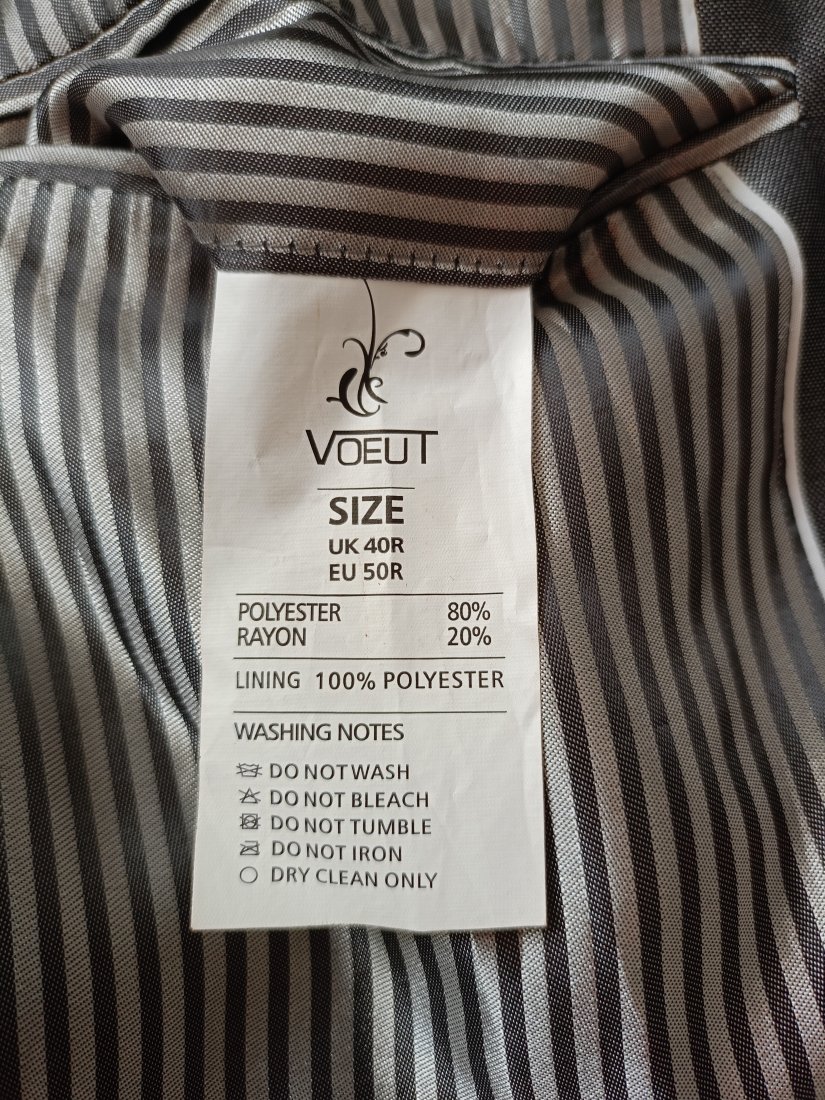 VOEUT
SIZE
UK 40R
EU 50R
POLYESTER 80%
RAYON 20%
LINING 100% POLYESTER
WASHING NOTES
DO NOT WASH
DO NOT BLEACH
DO NOT TUMBLE
DO NOT IRON
DRY CLEAN ONLY